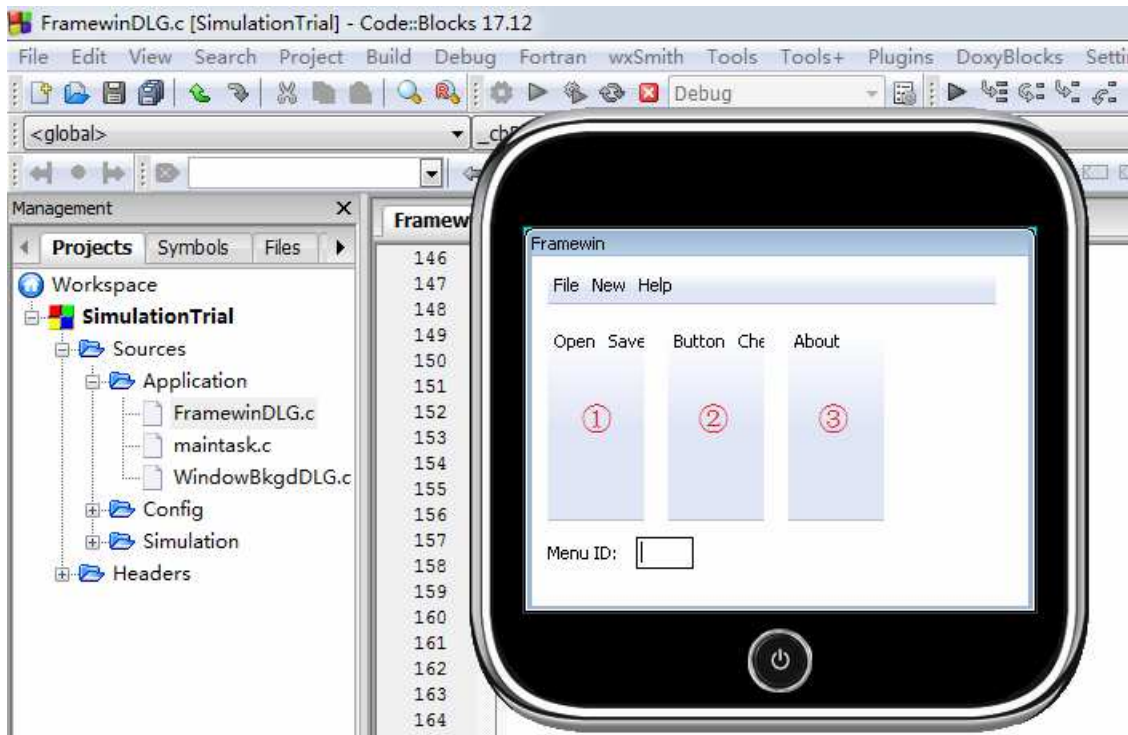 FramewinDLG.c [SimulationTrial] - Code::Blocks 17.12
File Edit View Search Project Build Debug Fortran wxSmith Tools Tools+ Plugins DoxyBlocks Setti
Debug
<global>
Management
Projects Symbols Files
Framew
Workspace
SimulationTrial
Sources
Application
FramewinDLG.c
maintask.c
WindowBkgdDLG.c
Config
Simulation
Headers
146
147
148
149
150
151
152
153
154
155
156
157
158
159
160
161
162
163
164
Framewin
File New Help
Open Save Button Che About
① ② ③
Menu ID: